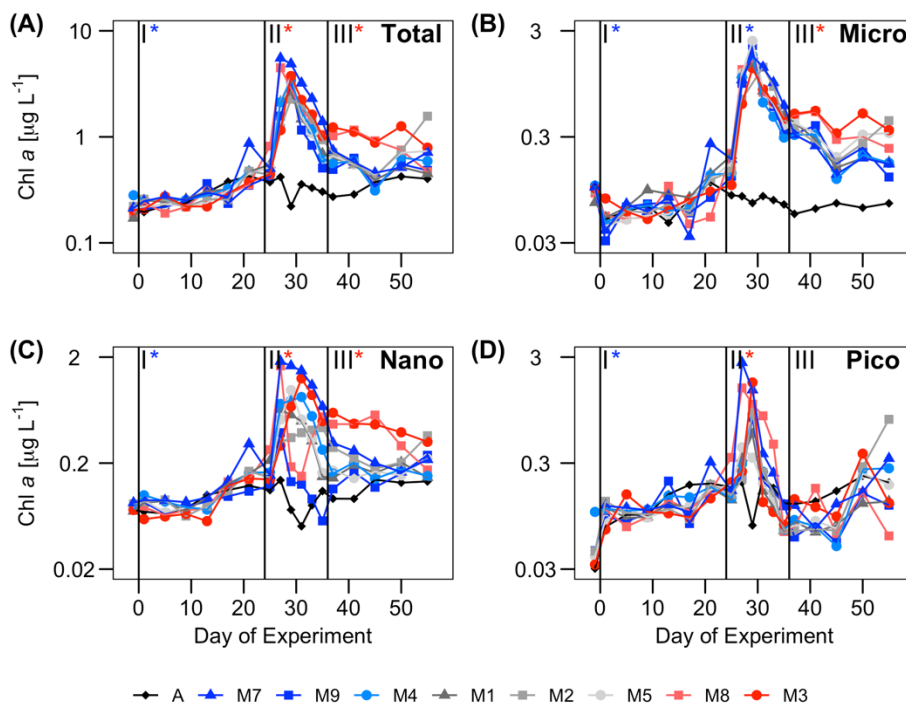 (A) I * II * III * Total
10
1
0.1
Chl a [µg L⁻¹]
0 10 20 30 40 50
(B) I * II * III * Micro
3
0.3
0.03
0 10 20 30 40 50
(C) I * II * III * Nano
2
0.2
0.02
Chl a [µg L⁻¹]
0 10 20 30 40 50
Day of Experiment
(D) I * II * III Pico
3
0.3
0.03
0 10 20 30 40 50
Day of Experiment
A M7 M9 M4 M1 M2 M5 M8 M3